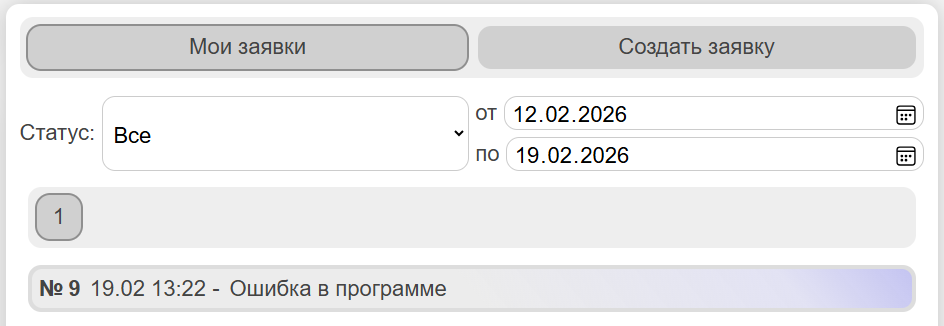 Мои заявки
Создать заявку
Статус:
Все
от
12.02.2026
по
19.02.2026
1
№ 9 19.02 13:22 - Ошибка в программе